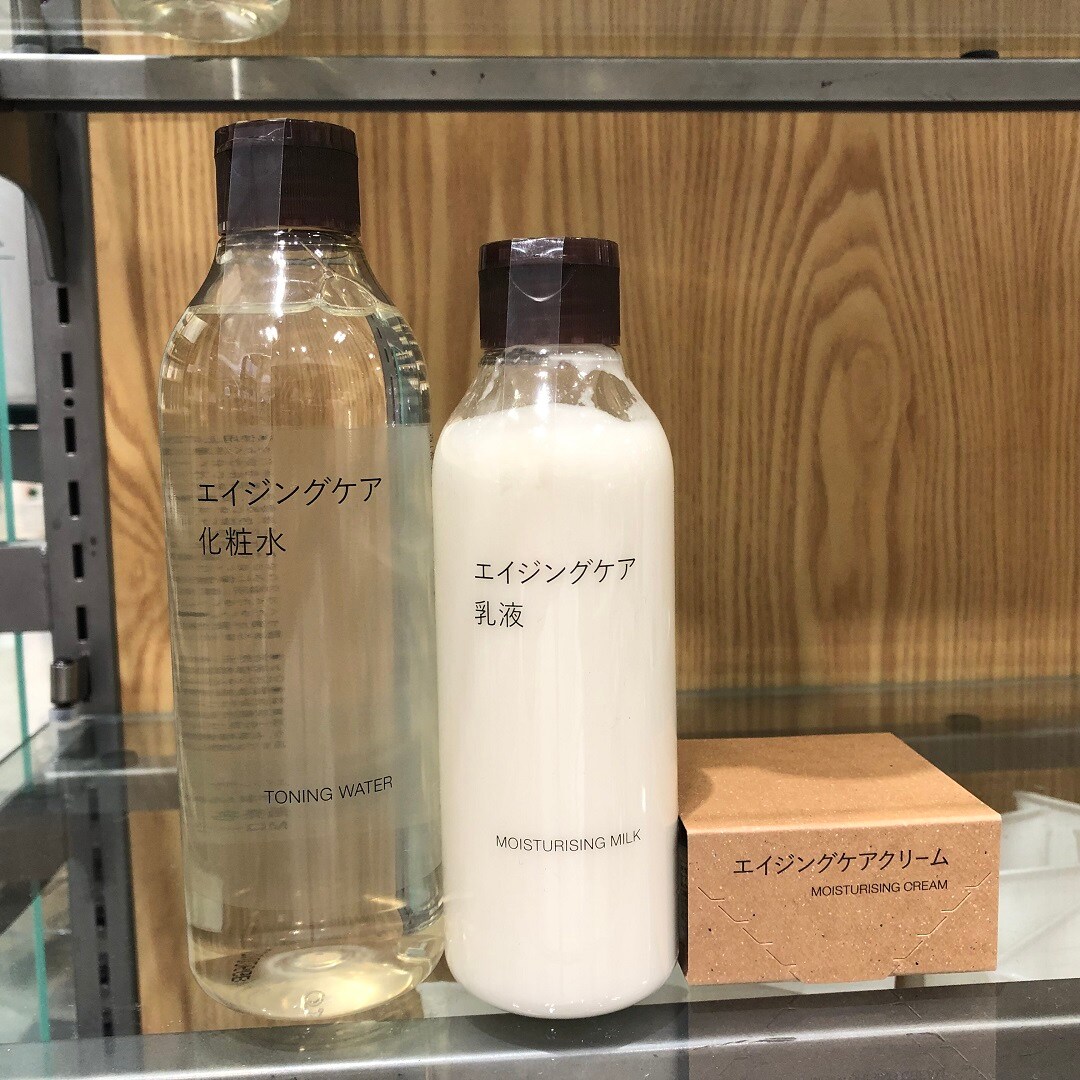 エイジングケア
化粧水
TONING WATER
エイジングケア
乳液
MOISTURISING MILK
エイジングケアクリーム
MOISTURISING CREAM